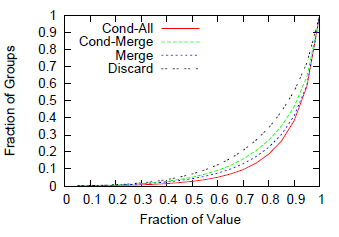 1
0.9
0.8
0.7
0.6
0.5
0.4
0.3
0.2
0.1
0
Fraction of Groups
Cond-All
Cond-Merge
Merge
Discard
0 0.1 0.2 0.3 0.4 0.5 0.6 0.7 0.8 0.9 1
Fraction of Value